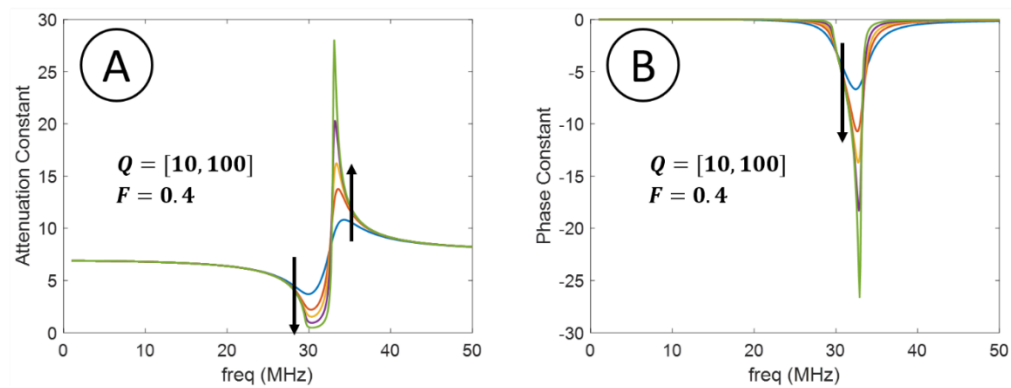 A
Attenuation Constant
30
25
20
15
10
5
0
Q = [10, 100]
F = 0.4
0 10 20 30 40 50
freq (MHz)
B
Phase Constant
0
-5
-10
-15
-20
-25
-30
Q = [10, 100]
F = 0.4
0 10 20 30 40 50
freq (MHz)